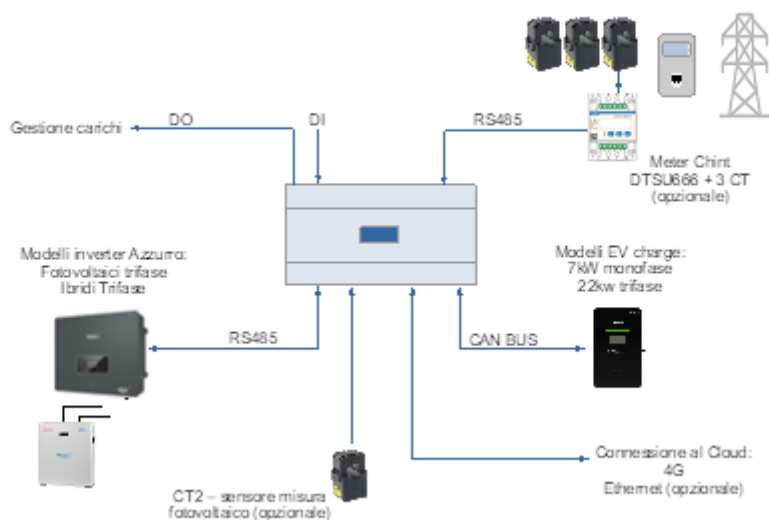 DO
DI
RS485
Gestione carichi
Meter Chint
DTSU666 + 3 CT
(opzionale)
Modelli inverter Azzurro:
Fotovoltaici trifase
Ibridi Trifase
Modelli EV charge:
7kW monofase
22kw trifase
RS485
CAN BUS
CT2 – sensore misura
fotovoltaico (opzionale)
Connessione al Cloud:
4G
Ethernet (opzionale)